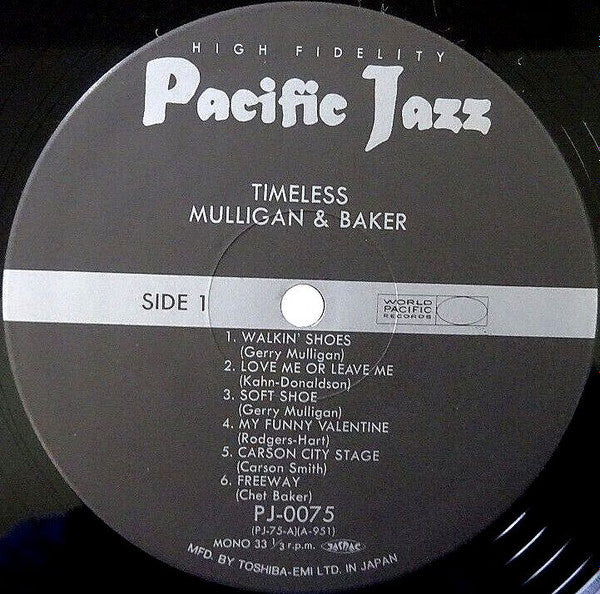 HIGH FIDELITY
Pacific Jazz
TIMELESS
MULLIGAN & BAKER
SIDE 1
WORLD
PACIFIC
RECORDS
1. WALKIN' SHOES
(Gerry Mulligan)
2. LOVE ME OR LEAVE ME
(Kahn-Donaldson)
3. SOFT SHOE
(Gerry Mulligan)
4. MY FUNNY VALENTINE
(Rodgers-Hart)
5. CARSON CITY STAGE
(Carson Smith)
6. FREEWAY
(Chet Baker)
PJ-0075
(PJ-75-A)(A-951)
MONO 33 1/3 r.p.m. JASRAC
MFD. BY TOSHIBA-EMI LTD. IN JAPAN